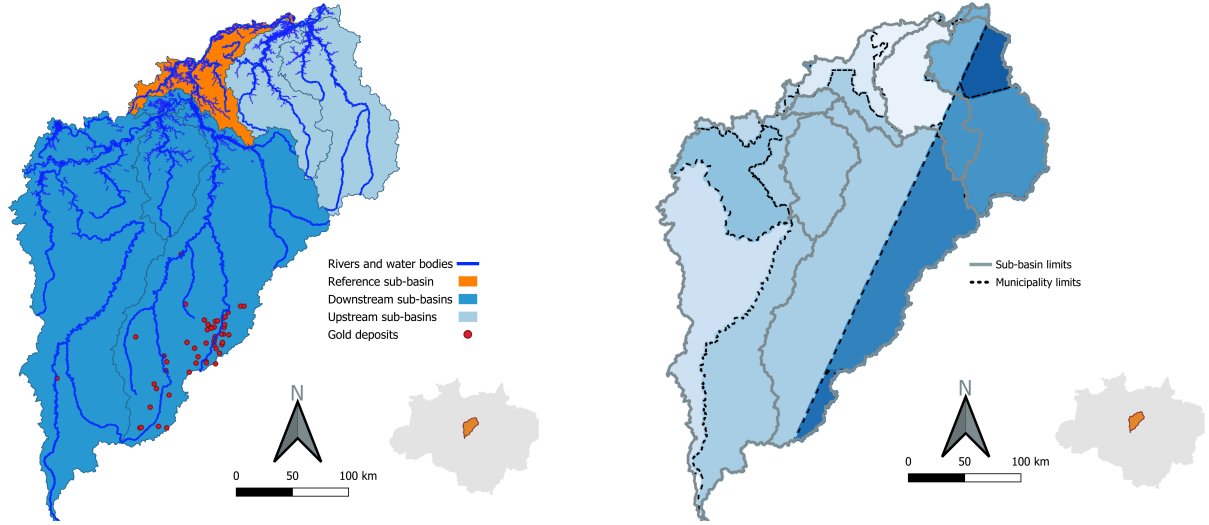 Rivers and water bodies
Reference sub-basin
Downstream sub-basins
Upstream sub-basins
Gold deposits
N
0 50 100 km
Sub-basin limits
Municipality limits
N
0 50 100 km